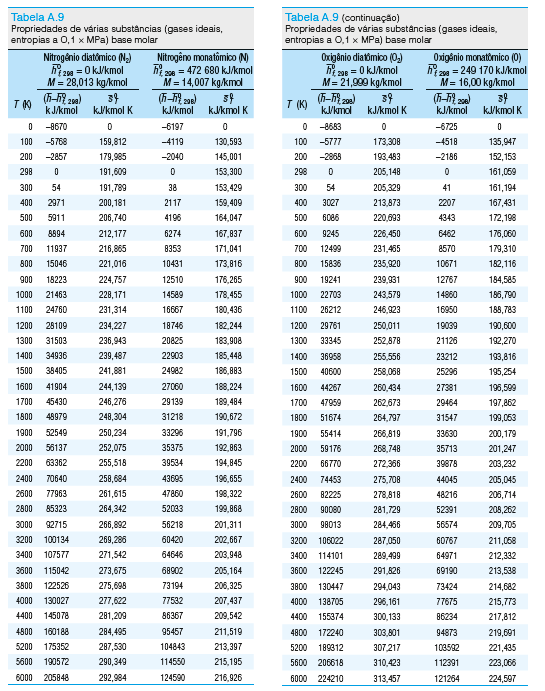 Tabela A.9
Propriedades de várias substâncias (gases ideais,
entropias a O,1 × MPa) base molar
Nitrogênio diatômico (N₂) Nitrogênio monatômico (N)
h̄⁰f, 298 = 0 kJ/kmol h̄⁰f, 298 = 472 680 kJ/kmol
M = 28,013 kg/kmol M = 14,007 kg/kmol
T (K) (h̄–h̄⁰f, 298) s̄⁰T (h̄–h̄⁰f, 298) s̄⁰T
kJ/kmol kJ/kmol K kJ/kmol kJ/kmol K
0 –8670 0 –6197 0
100 –5768 159,812 –4119 130,593
200 –2857 179,985 –2040 145,001
298 0 191,609 0 153,300
300 54 191,789 38 153,429
400 2971 200,181 2117 159,409
500 5911 206,740 4196 164,047
600 8894 212,177 6274 167,837
700 11937 216,865 8353 171,041
800 15046 221,016 10431 173,816
900 18223 224,757 12510 176,265
1000 21463 228,171 14589 178,455
1100 24760 231,314 16667 180,436
1200 28109 234,227 18746 182,244
1300 31503 236,943 20825 183,908
1400 34936 239,487 22903 185,448
1500 38405 241,881 24982 186,883
1600 41904 244,139 27060 188,224
1700 45430 246,276 29139 189,484
1800 48979 248,304 31218 190,672
1900 52549 250,234 33296 191,796
2000 56137 252,075 35375 192,863
2200 63362 255,518 39534 194,845
2400 70640 258,684 43695 196,655
2600 77963 261,615 47860 198,322
2800 85323 264,342 52033 199,868
3000 92715 266,892 56218 201,311
3200 100134 269,286 60420 202,667
3400 107577 271,542 64646 203,948
3600 115042 273,675 68902 205,164
3800 122526 275,698 73194 206,325
4000 130027 277,622 77532 207,437
4400 145078 281,209 86367 209,542
4800 160188 284,495 95457 211,519
5200 175352 287,530 104843 213,397
5600 190572 290,349 114550 215,195
6000 205848 292,984 124590 216,926
Tabela A.9 (continuação)
Propriedades de várias substâncias (gases ideais,
entropias a O,1 × MPa) base molar
Oxigênio diatômico (0₂) Oxigênio monatômico (0)
h̄⁰f, 298 = 0 kJ/kmol h̄⁰f, 298 = 249 170 kJ/kmol
M = 21,999 kg/kmol M = 16,00 kg/kmol
T (K) (h̄–h̄⁰f, 298) s̄⁰T (h̄–h̄⁰f, 298) s̄⁰T
kJ/kmol kJ/kmol K kJ/kmol kJ/kmol K
0 –8683 0 –6725 0
100 –5777 173,308 –4518 135,947
200 –2868 193,483 –2186 152,153
298 0 205,148 0 161,059
300 54 205,329 41 161,194
400 3027 213,873 2207 167,431
500 6086 220,693 4343 172,198
600 9245 226,450 6462 176,060
700 12499 231,465 8570 179,310
800 15836 235,920 10671 182,116
900 19241 239,931 12767 184,585
1000 22703 243,579 14860 186,790
1100 26212 246,923 16950 188,783
1200 29761 250,011 19039 190,600
1300 33345 252,878 21126 192,270
1400 36958 255,556 23212 193,816
1500 40600 258,068 25296 195,254
1600 44267 260,434 27381 196,599
1700 47959 262,673 29464 197,862
1800 51674 264,797 31547 199,053
1900 55414 266,819 33630 200,179
2000 59176 268,748 35713 201,247
2200 66770 272,366 39878 203,232
2400 74453 275,708 44045 205,045
2600 82225 278,818 48216 206,714
2800 90080 281,729 52391 208,262
3000 98013 284,466 56574 209,705
3200 106022 287,050 60767 211,058
3400 114101 289,499 64971 212,332
3600 122245 291,826 69190 213,538
3800 130447 294,043 73424 214,682
4000 138705 296,161 77675 215,773
4400 155374 300,133 86234 217,812
4800 172240 303,801 94873 219,691
5200 189312 307,217 103592 221,435
5600 206618 310,423 112391 223,066
6000 224210 313,457 121264 224,597